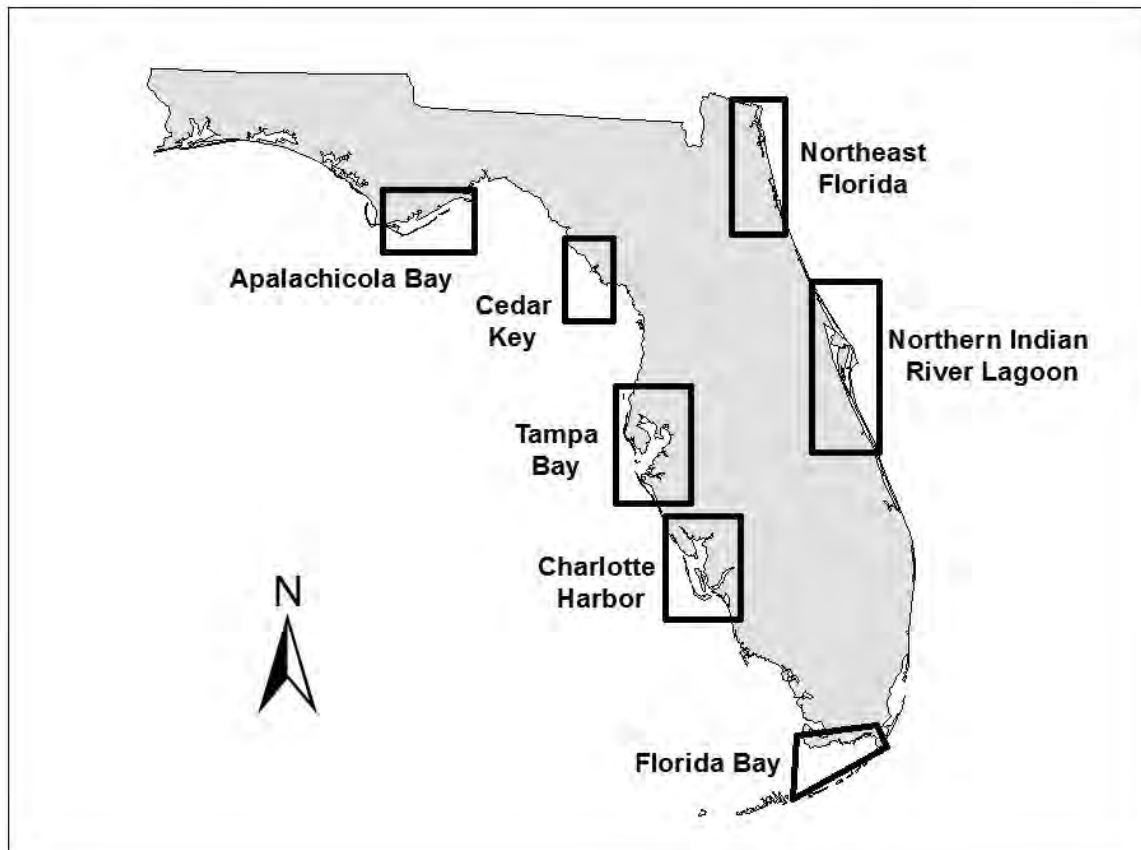 Northeast
Florida
Apalachicola Bay
Cedar
Key
Northern Indian
River Lagoon
Tampa
Bay
Charlotte
Harbor
N
Florida Bay